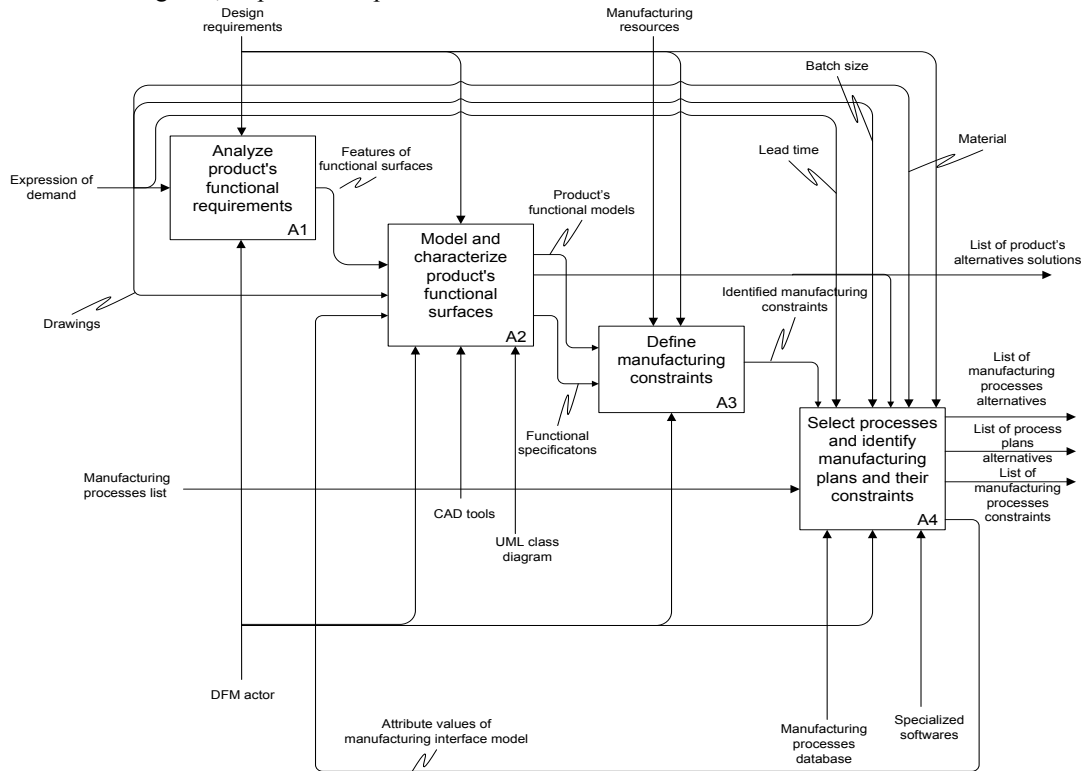 Design
requirements
Manufacturing
resources
Batch size
Lead time
Material
Analyze
product's
functional
requirements
A1
Features of
functional surfaces
Expression of
demand
Product's
functional models
Model and
characterize
product's
functional
surfaces
A2
List of product's
alternatives solutions
Drawings
Identified manufacturing
constraints
Define
manufacturing
constraints
A3
List of
manufacturing
processes
alternatives
Functional
specificatons
Select processes
and identify
manufacturing
plans and their
constraints
A4
List of process
plans
alternatives
List of
manufacturing
processes
constraints
Manufacturing
processes list
CAD tools
UML class
diagram
DFM actor
Attribute values of
manufacturing interface model
Manufacturing
processes
database
Specialized
softwares